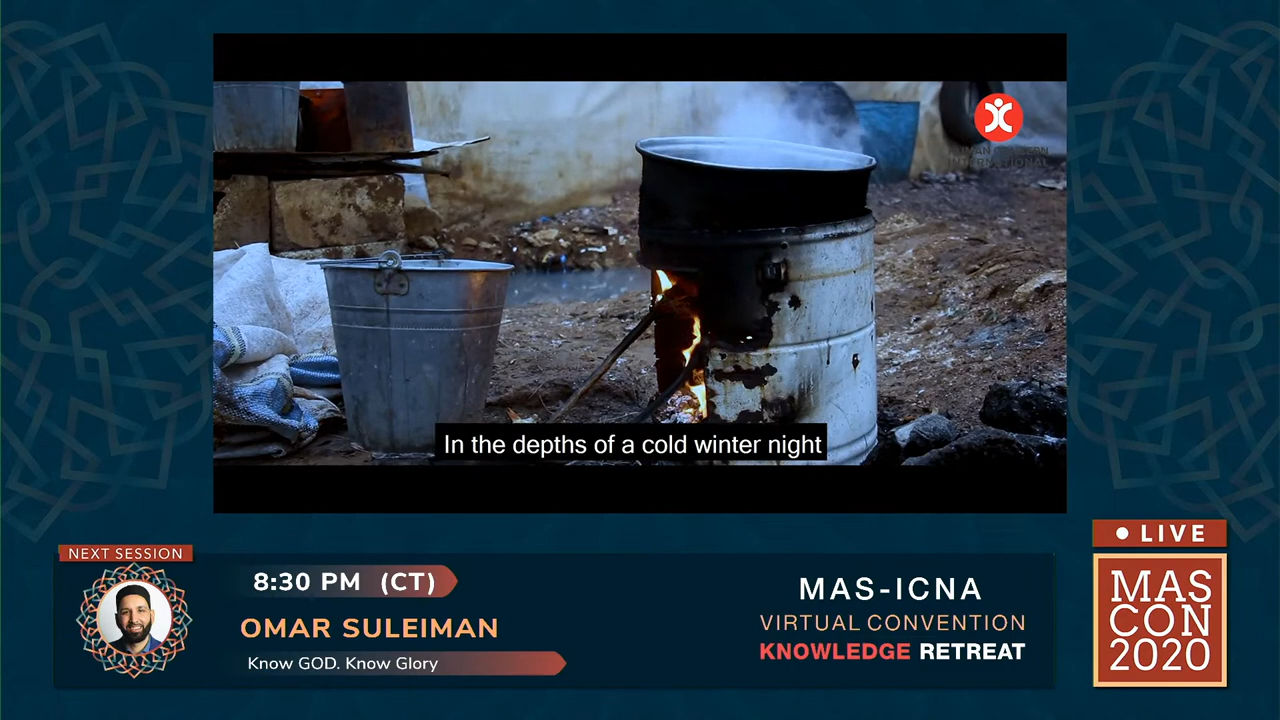 In the depths of a cold winter night
NEXT SESSION
8:30 PM (CT)
OMAR SULEIMAN
Know GOD. Know Glory
MAS-ICNA
VIRTUAL CONVENTION
KNOWLEDGE RETREAT
LIVE
MAS
CON
2020